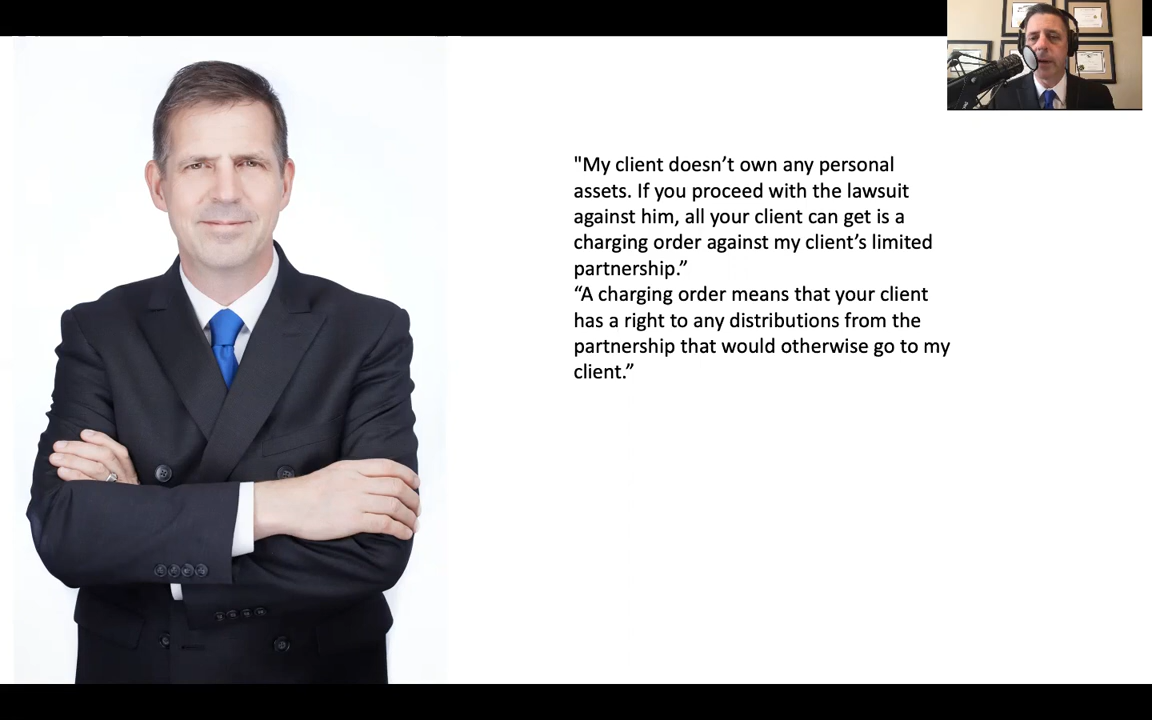 "My client doesn’t own any personal
assets. If you proceed with the lawsuit
against him, all your client can get is a
charging order against my client’s limited
partnership.”
“A charging order means that your client
has a right to any distributions from the
partnership that would otherwise go to my
client.”